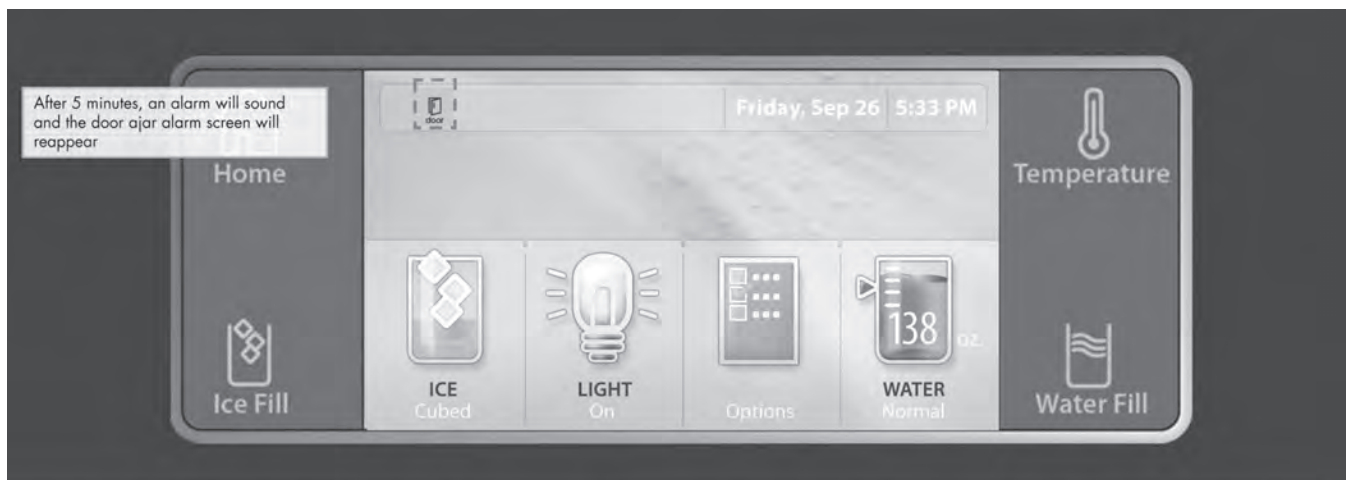 After 5 minutes, an alarm will sound
and the door ajar alarm screen will
reappear
door
Friday, Sep 26 5:33 PM
Home
Temperature
138 oz.
ICE
Cubed
LIGHT
On
Options
WATER
Normal
Ice Fill
Water Fill